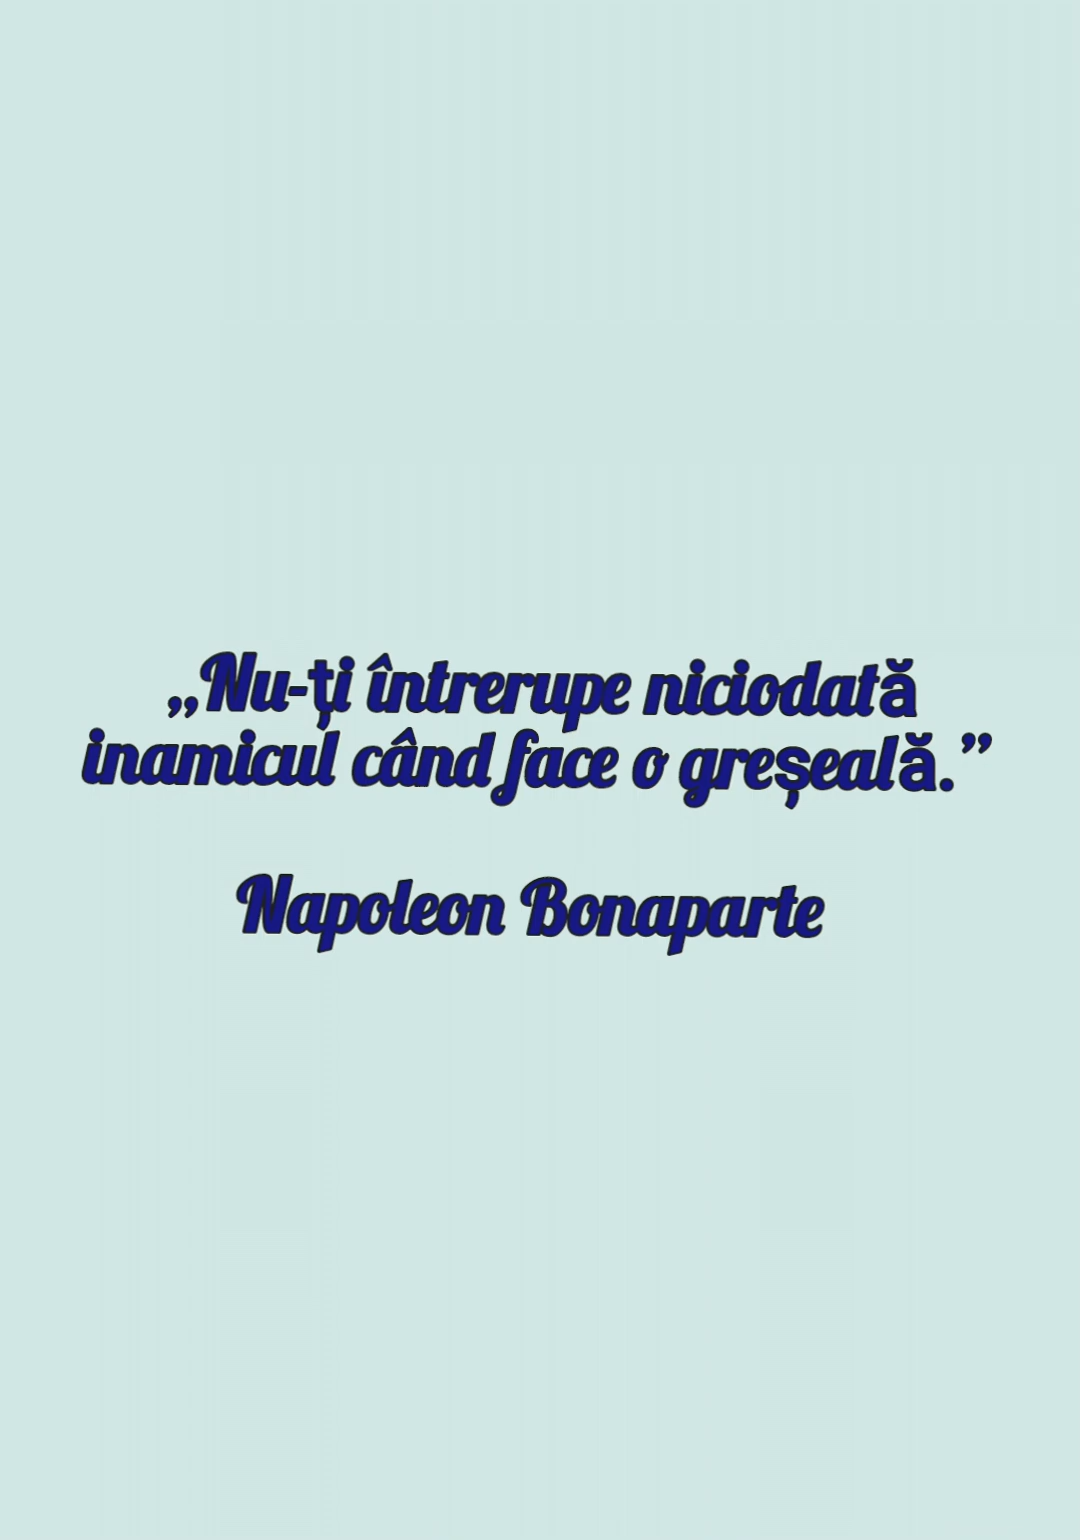 „Nu-ți întrerupe niciodată
inamicul când face o greșeală.”
Napoleon Bonaparte